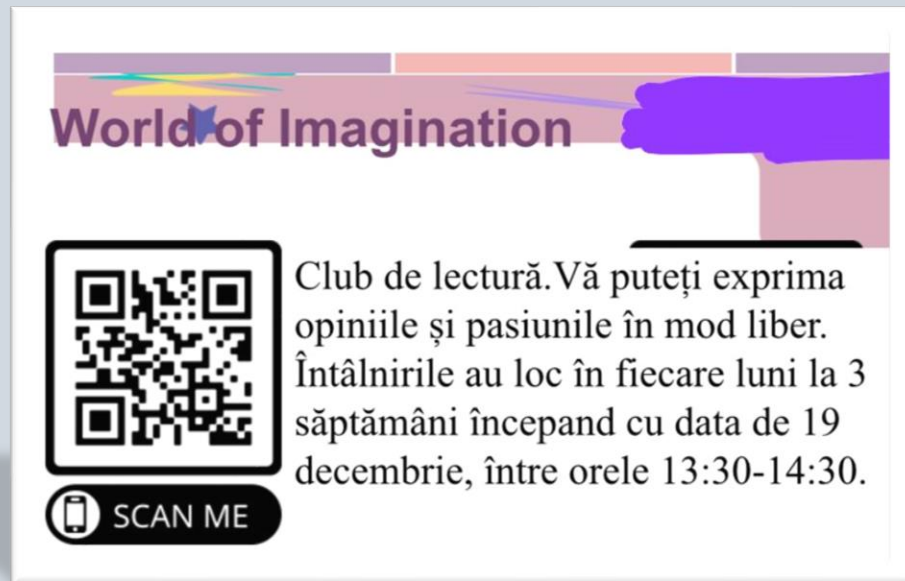 World of Imagination
Club de lectură.Vă puteți exprima
opiniile și pasiunile în mod liber.
Întâlnirile au loc în fiecare luni la 3
săptămâni începand cu data de 19
decembrie, între orele 13:30-14:30.
SCAN ME